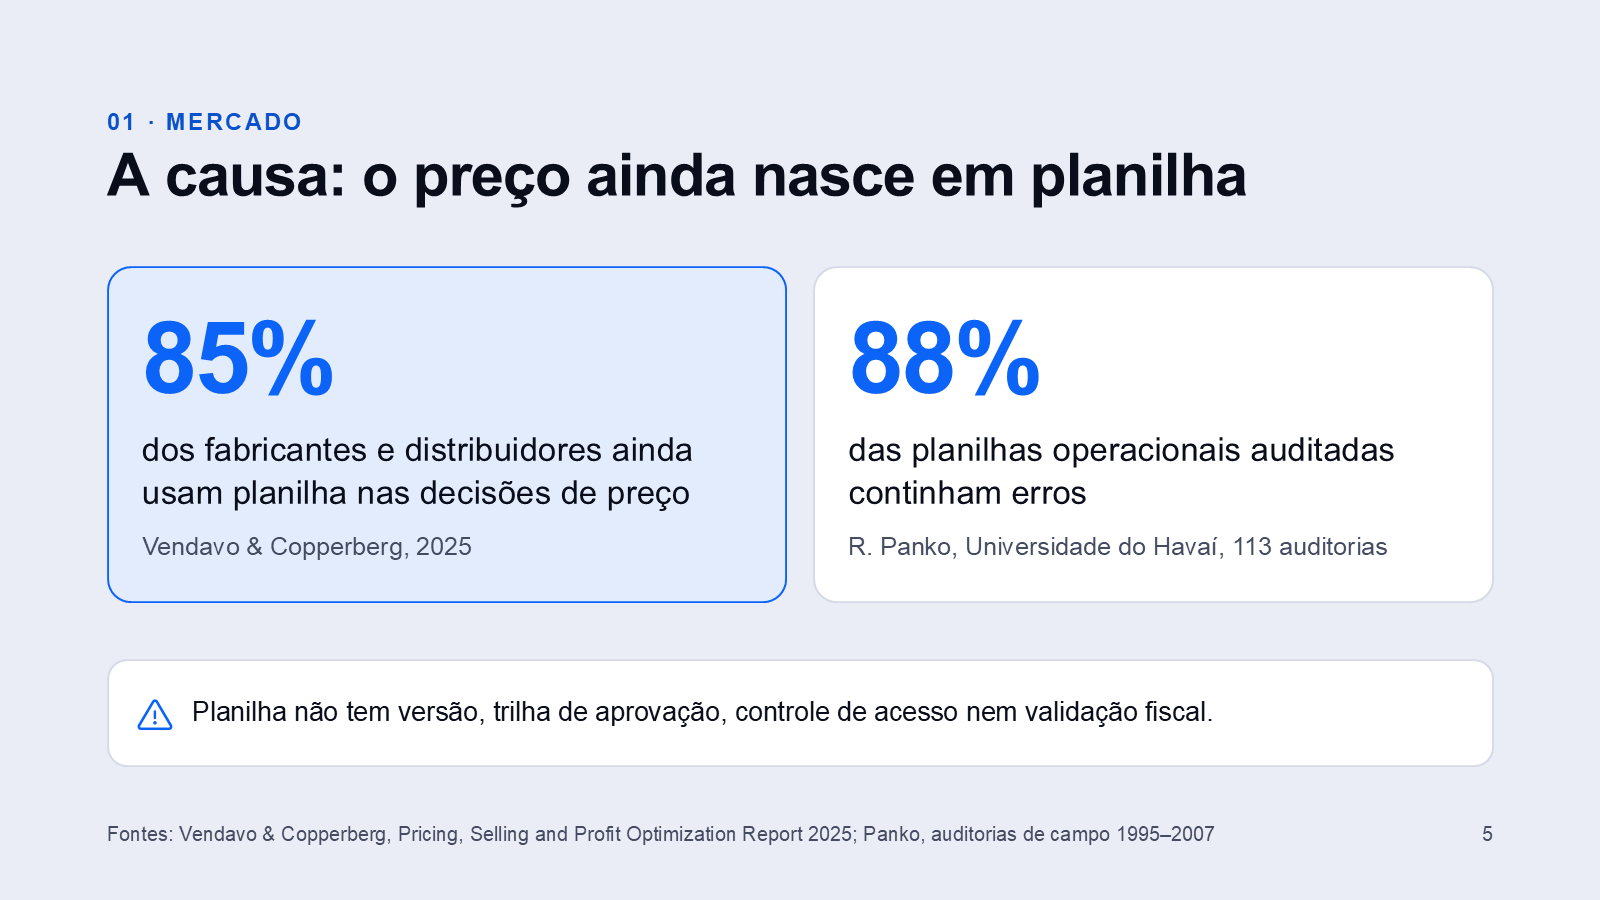 01 · MERCADO
A causa: o preço ainda nasce em planilha
85%
dos fabricantes e distribuidores ainda
usam planilha nas decisões de preço
Vendavo & Copperberg, 2025
88%
das planilhas operacionais auditadas
continham erros
R. Panko, Universidade do Havaí, 113 auditorias
Planilha não tem versão, trilha de aprovação, controle de acesso nem validação fiscal.
Fontes: Vendavo & Copperberg, Pricing, Selling and Profit Optimization Report 2025; Panko, auditorias de campo 1995–2007
5